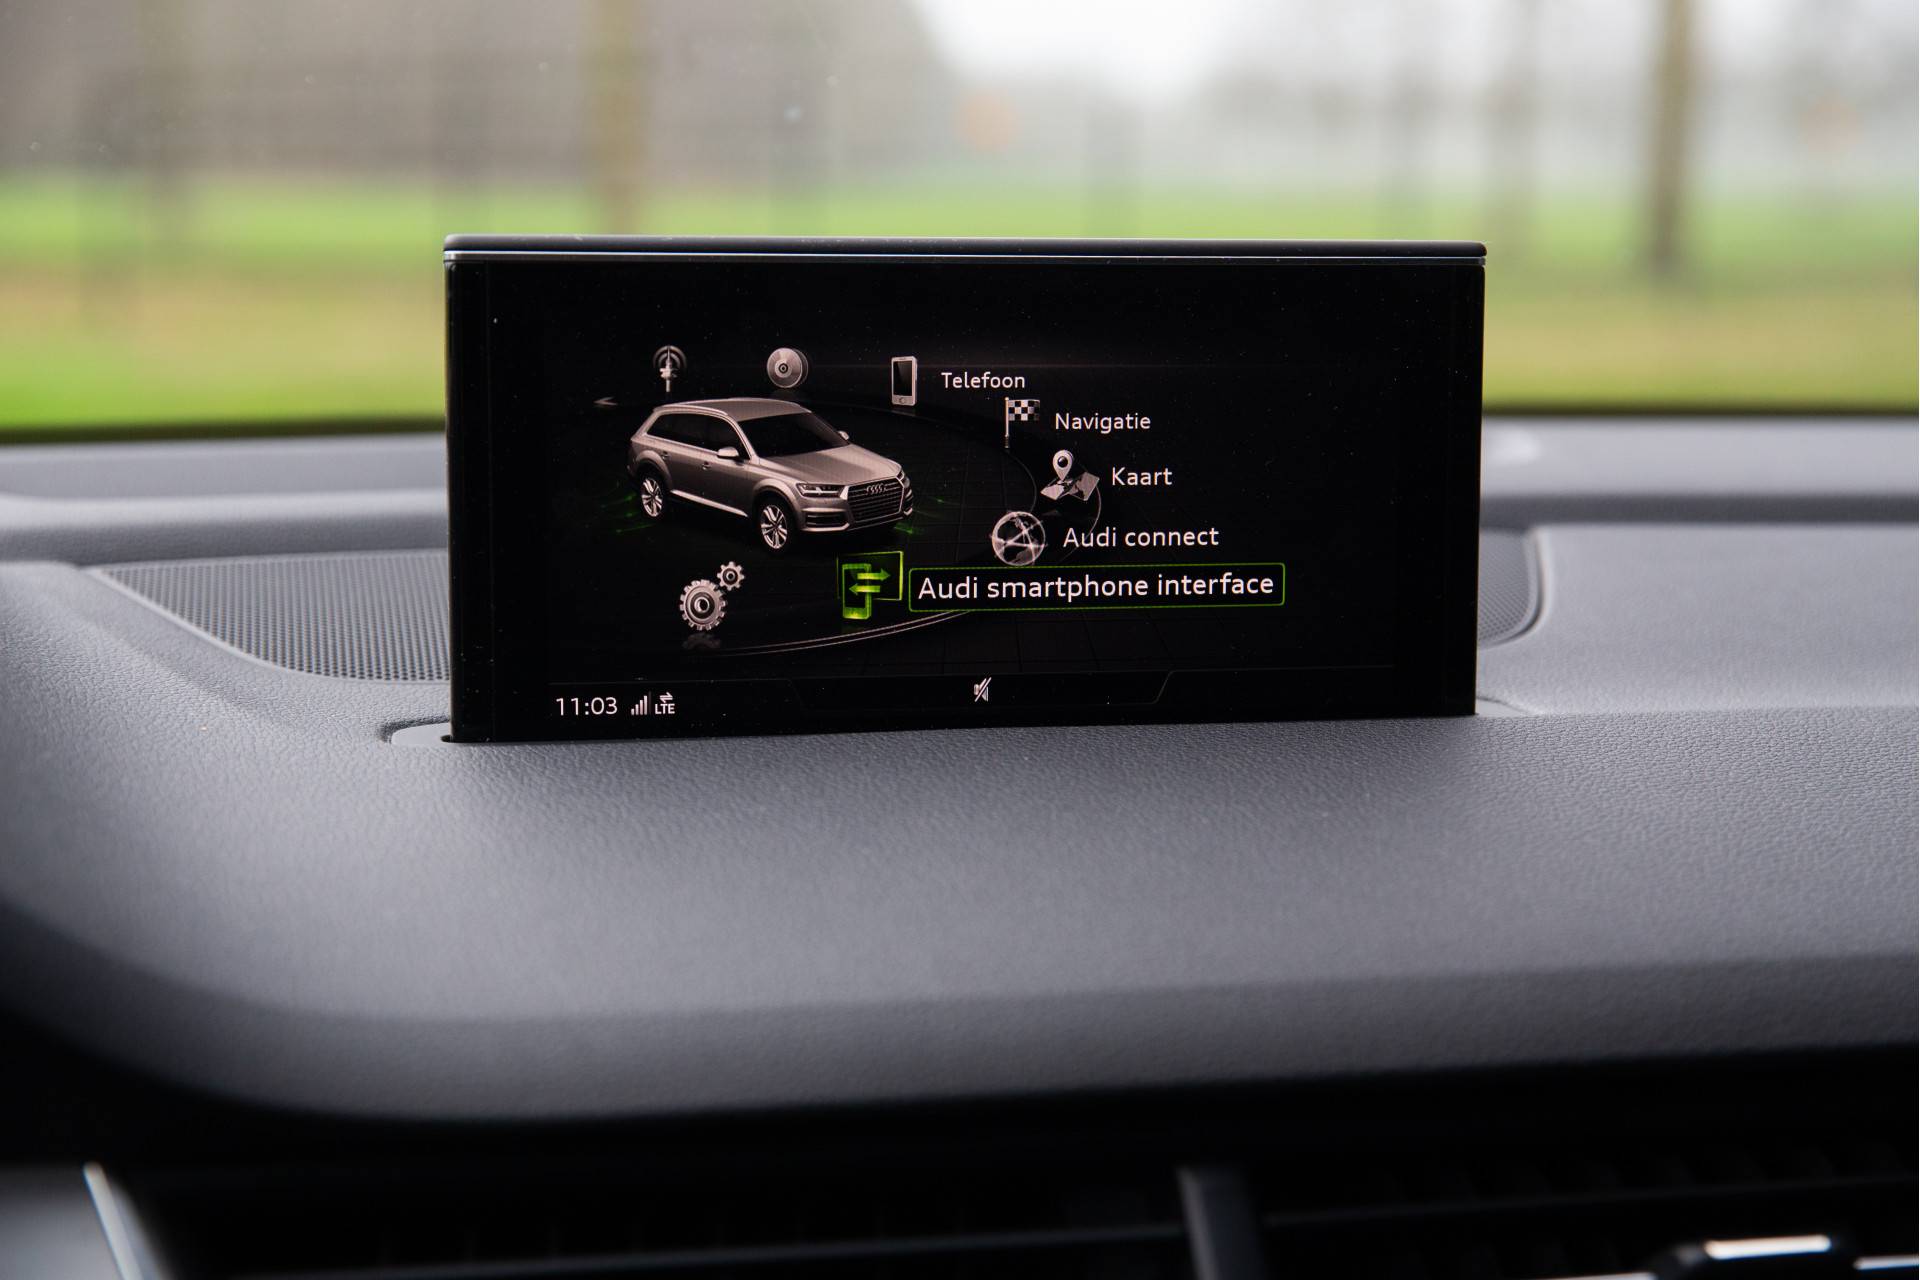 Telefoon
Navigatie
Kaart
Audi connect
Audi smartphone interface
11:03 LTE